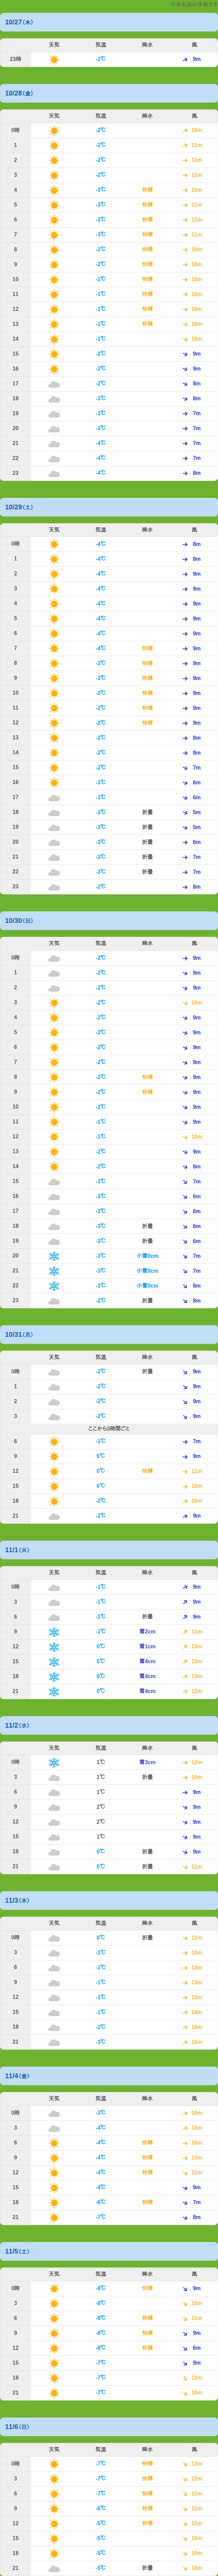 10/27(木)
天気 気温 降水 風
23時 -2℃ 9m
10/28(金)
天気 気温 降水 風
0時 -2℃ 10m
1 -2℃ 11m
2 -2℃ 11m
3 -2℃ 11m
4 -3℃ 快晴 11m
5 -3℃ 快晴 11m
6 -3℃ 快晴 11m
7 -3℃ 快晴 11m
8 -2℃ 快晴 10m
9 -2℃ 快晴 10m
10 -2℃ 快晴 10m
11 -1℃ 快晴 10m
12 -1℃ 快晴 10m
13 -1℃ 快晴 10m
14 -1℃ 10m
15 -2℃ 9m
16 -2℃ 9m
17 -2℃ 8m
18 -3℃ 8m
19 -3℃ 7m
20 -3℃ 7m
21 -4℃ 7m
22 -4℃ 7m
23 -4℃ 8m
10/29(土)
天気 気温 降水 風
0時 -4℃ 8m
1 -4℃ 9m
2 -4℃ 9m
3 -4℃ 9m
4 -4℃ 9m
5 -4℃ 9m
6 -4℃ 9m
7 -4℃ 快晴 9m
8 -3℃ 快晴 9m
9 -3℃ 快晴 9m
10 -2℃ 快晴 9m
11 -2℃ 快晴 9m
12 -2℃ 快晴 9m
13 -2℃ 8m
14 -2℃ 8m
15 -2℃ 7m
16 -3℃ 6m
17 -3℃ 6m
18 -3℃ 折曇 5m
19 -3℃ 折曇 5m
20 -3℃ 折曇 6m
21 -3℃ 折曇 7m
22 -3℃ 折曇 7m
23 -2℃ 8m
10/30(日)
天気 気温 降水 風
0時 -2℃ 9m
1 -2℃ 9m
2 -2℃ 9m
3 -2℃ 10m
4 -2℃ 9m
5 -2℃ 9m
6 -2℃ 9m
7 -2℃ 9m
8 -2℃ 快晴 9m
9 -2℃ 快晴 9m
10 -2℃ 9m
11 -1℃ 9m
12 -1℃ 10m
13 -2℃ 9m
14 -2℃ 8m
15 -3℃ 7m
16 -3℃ 6m
17 -3℃ 6m
18 -3℃ 折曇 6m
19 -3℃ 折曇 6m
20 -3℃ 小雪0cm 7m
21 -3℃ 小雪0cm 7m
22 -3℃ 小雪0cm 8m
23 -2℃ 折曇 8m
10/31(月)
天気 気温 降水 風
0時 -2℃ 折曇 9m
1 -2℃ 9m
2 -2℃ 9m
3 -2℃ 9m
ここから3時間ごと
6 -1℃ 7m
9 0℃ 9m
12 0℃ 快晴 11m
15 0℃ 10m
18 -2℃ 10m
21 -2℃ 9m
11/1(火)
天気 気温 降水 風
0時 -1℃ 9m
3 -1℃ 9m
6 -1℃ 折曇 9m
9 -1℃ 雪2cm 11m
12 0℃ 雪1cm 13m
15 0℃ 雪4cm 13m
18 0℃ 雪4cm 13m
21 0℃ 雪4cm 12m
11/2(水)
天気 気温 降水 風
0時 1℃ 雪3cm 12m
3 1℃ 折曇 10m
6 1℃ 9m
9 2℃ 9m
12 2℃ 9m
15 1℃ 9m
18 0℃ 折曇 9m
21 0℃ 折曇 11m
11/3(木)
天気 気温 降水 風
0時 0℃ 折曇 12m
3 -1℃ 13m
6 -1℃ 13m
9 -1℃ 13m
12 -1℃ 13m
15 -1℃ 14m
18 -2℃ 16m
21 -3℃ 16m
11/4(金)
天気 気温 降水 風
0時 -3℃ 16m
3 -4℃ 15m
6 -4℃ 快晴 16m
9 -4℃ 快晴 13m
12 -4℃ 快晴 11m
15 -4℃ 9m
18 -6℃ 快晴 7m
21 -7℃ 8m
11/5(土)
天気 気温 降水 風
0時 -8℃ 快晴 9m
3 -8℃ 10m
6 -8℃ 快晴 11m
9 -8℃ 快晴 9m
12 -8℃ 快晴 6m
15 -7℃ 9m
18 -7℃ 12m
21 -7℃ 13m
11/6(日)
天気 気温 降水 風
0時 -7℃ 快晴 13m
3 -7℃ 快晴 12m
6 -7℃ 快晴 11m
9 -6℃ 快晴 11m
12 -5℃ 快晴 11m
15 -5℃ 10m
18 -5℃ 10m
21 -5℃ 折曇 10m